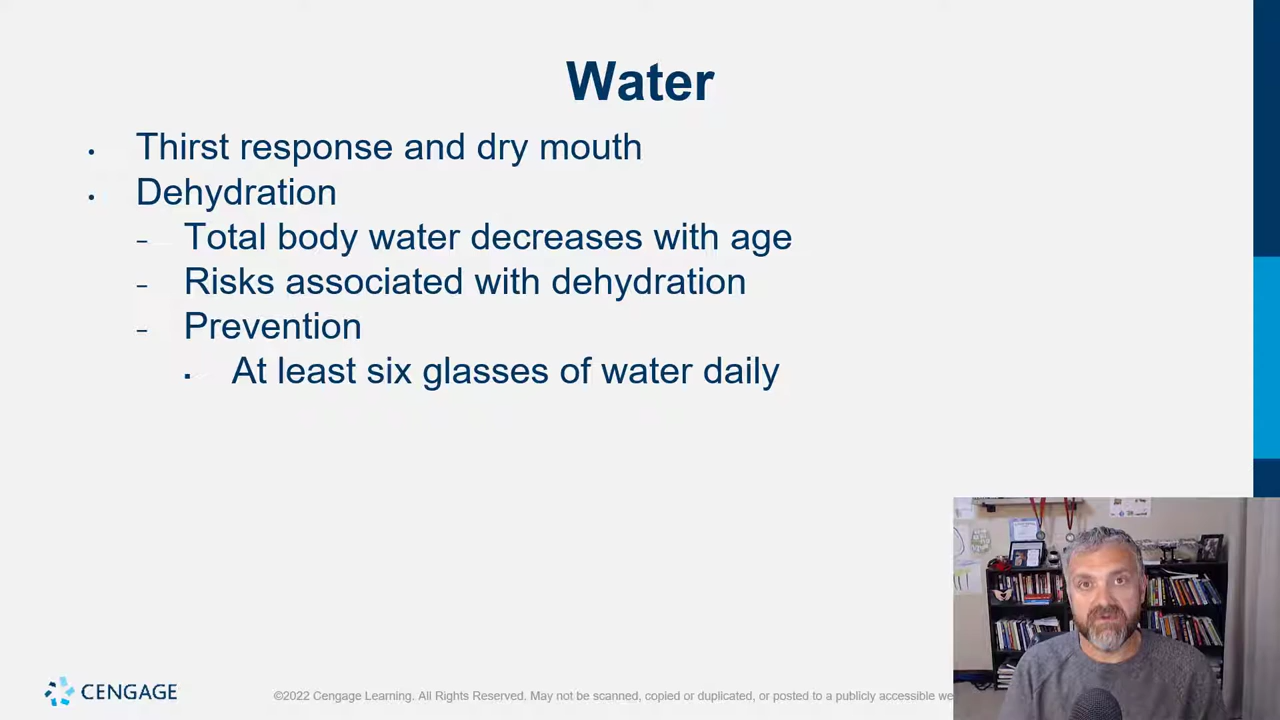 Water
• Thirst response and dry mouth
• Dehydration
– Total body water decreases with age
– Risks associated with dehydration
– Prevention
▪ At least six glasses of water daily
CENGAGE
©2022 Cengage Learning. All Rights Reserved. May not be scanned, copied or duplicated, or posted to a publicly accessible